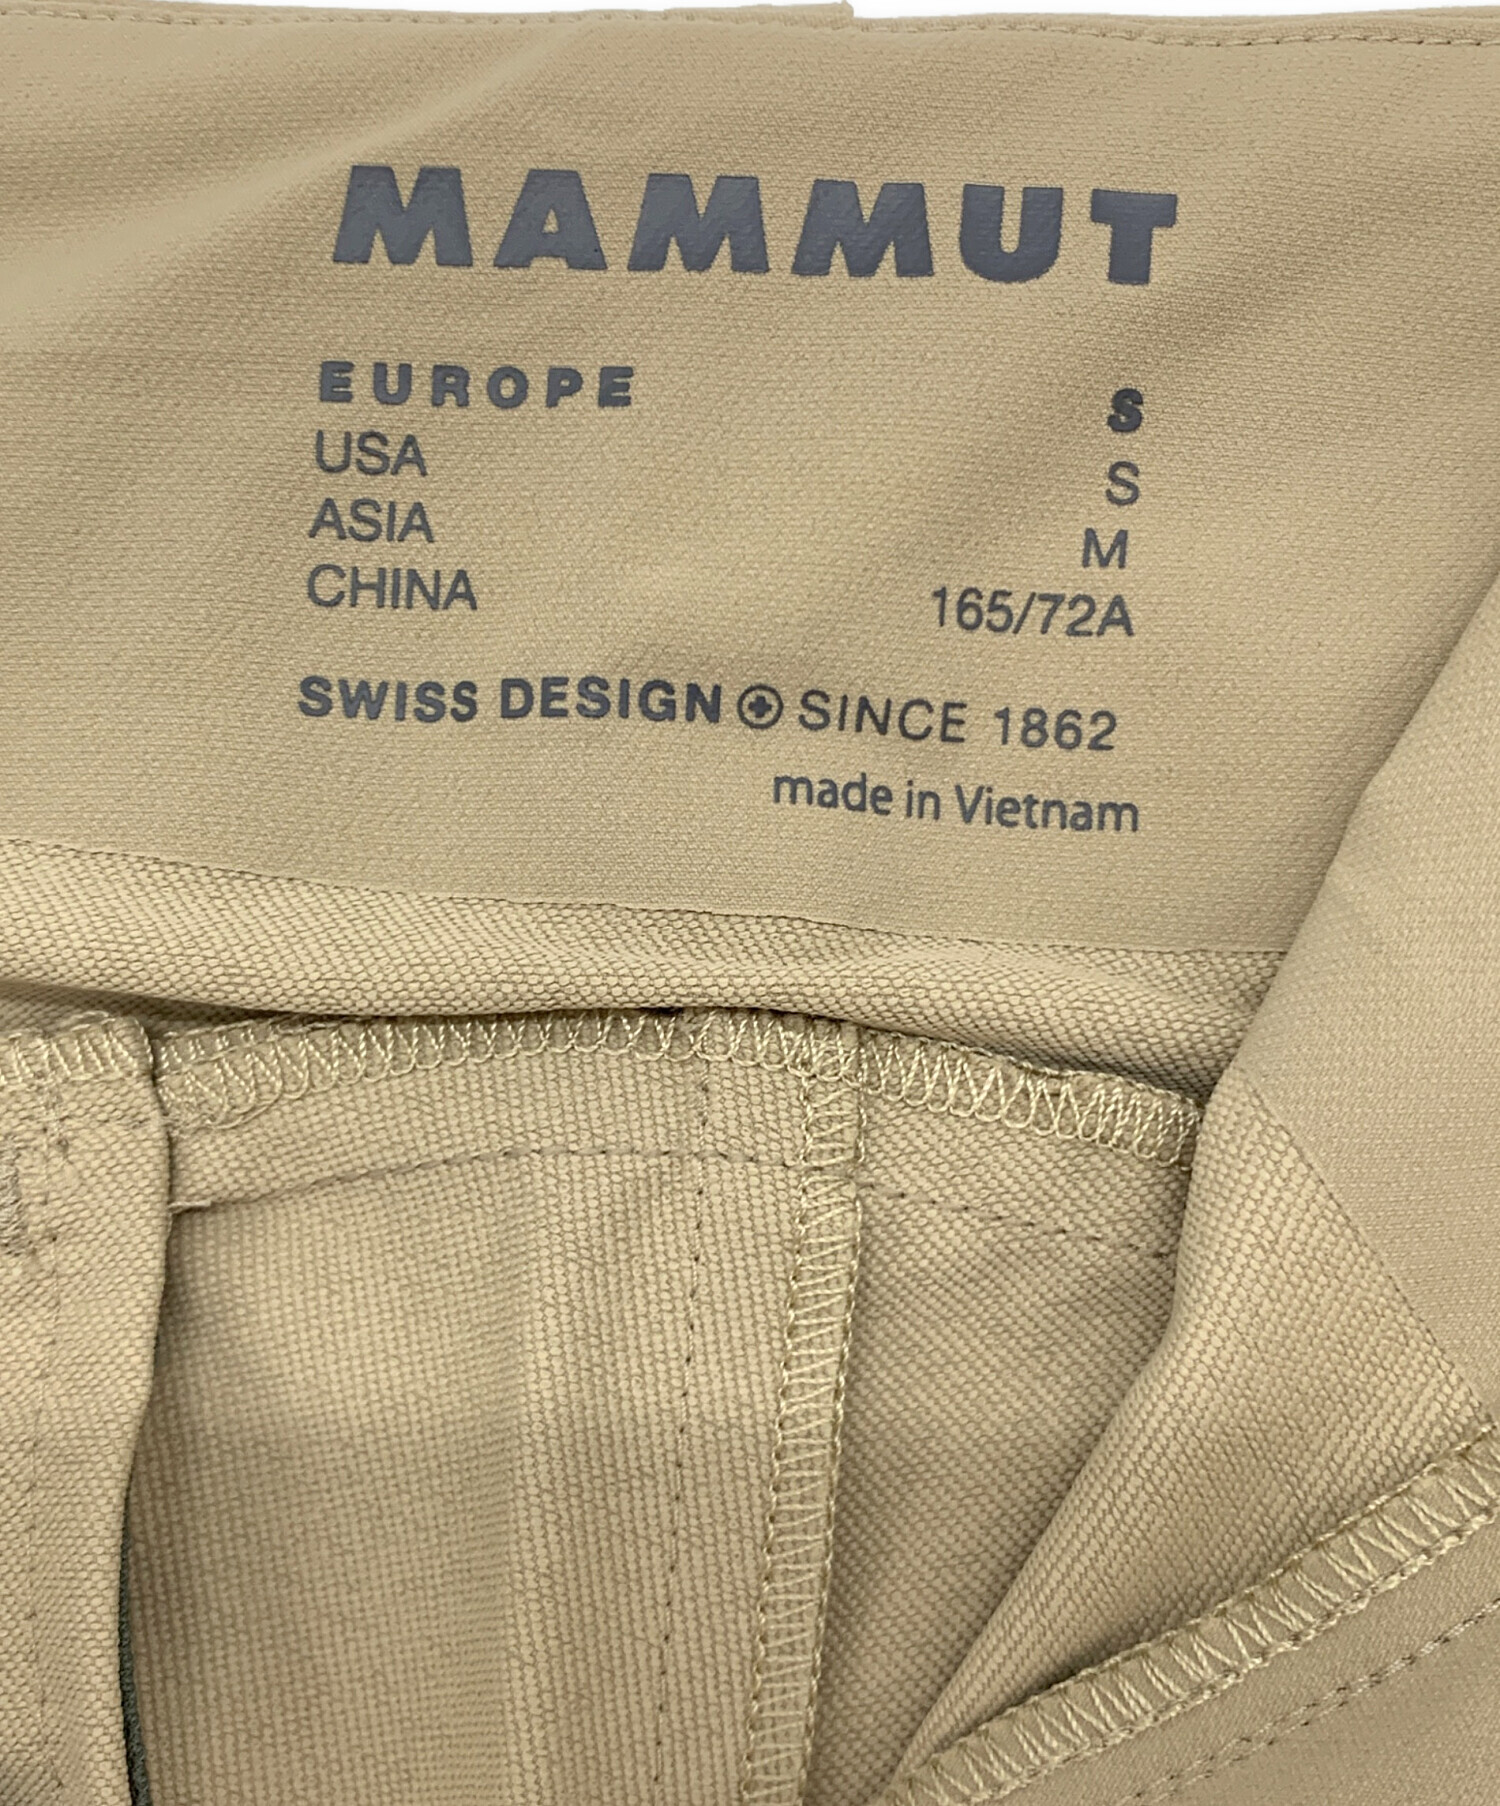 MAMMUT
EUROPE S
USA S
ASIA M
CHINA 165/72A
SWISS DESIGN SINCE 1862
made in Vietnam